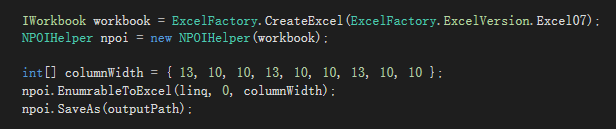 IWorkbook workbook = ExcelFactory.CreateExcel(ExcelFactory.ExcelVersion.Excel07);
NPOIHelper npoi = new NPOIHelper(workbook);
int[] columnWidth = { 13, 10, 10, 13, 10, 10, 13, 10, 10 };
npoi.EnumrableToExcel(linq, 0, columnWidth);
npoi.SaveAs(outputPath);